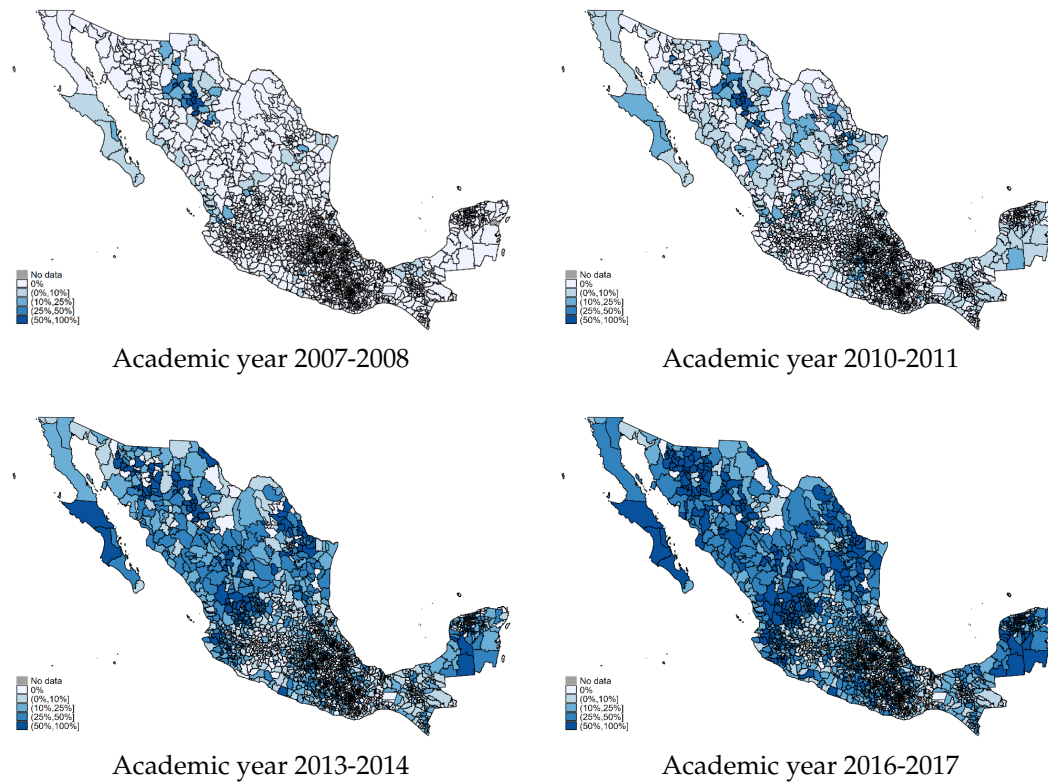 No data
0%
(0%,10%]
(10%,25%]
(25%,50%]
(50%,100%]
Academic year 2007-2008
No data
0%
(0%,10%]
(10%,25%]
(25%,50%]
(50%,100%]
Academic year 2010-2011
No data
0%
(0%,10%]
(10%,25%]
(25%,50%]
(50%,100%]
Academic year 2013-2014
No data
0%
(0%,10%]
(10%,25%]
(25%,50%]
(50%,100%]
Academic year 2016-2017